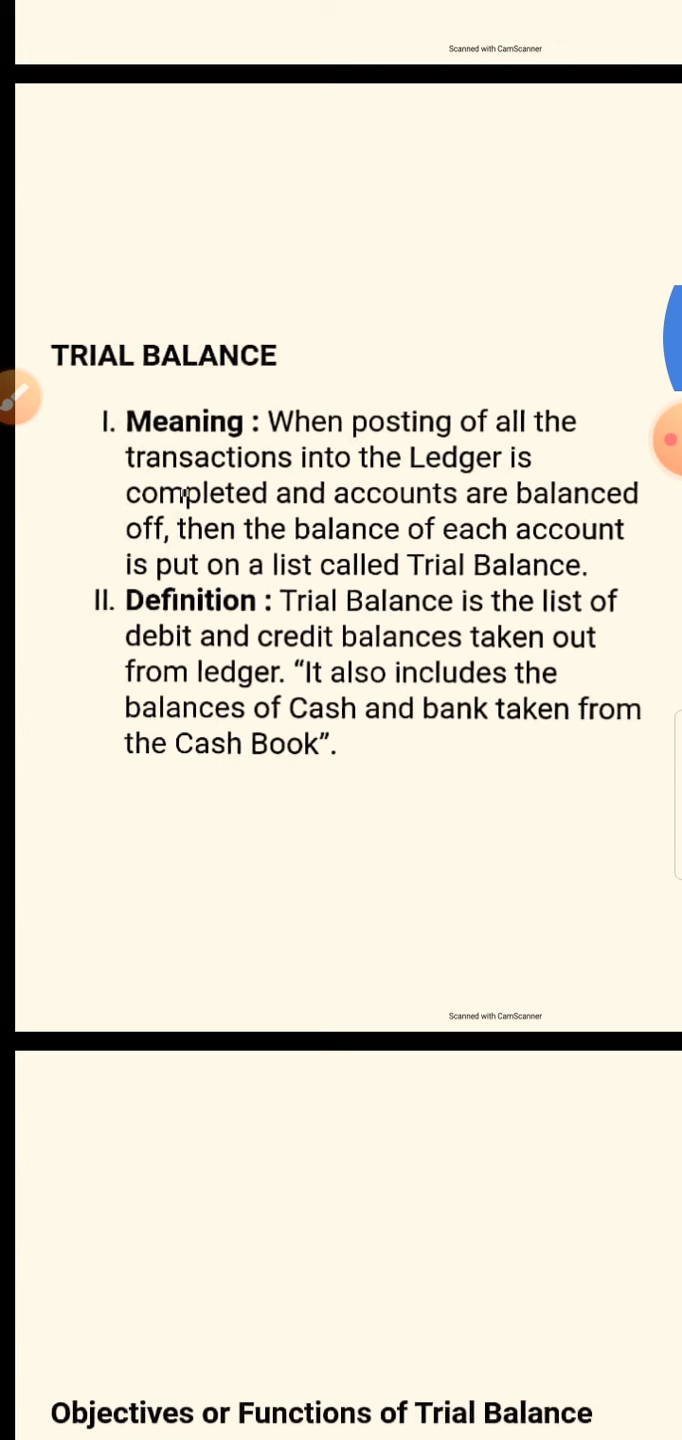 Scanned with CamScanner
TRIAL BALANCE
I. Meaning : When posting of all the
transactions into the Ledger is
completed and accounts are balanced
off, then the balance of each account
is put on a list called Trial Balance.
II. Definition : Trial Balance is the list of
debit and credit balances taken out
from ledger. “It also includes the
balances of Cash and bank taken from
the Cash Book”.
Scanned with CamScanner
Objectives or Functions of Trial Balance